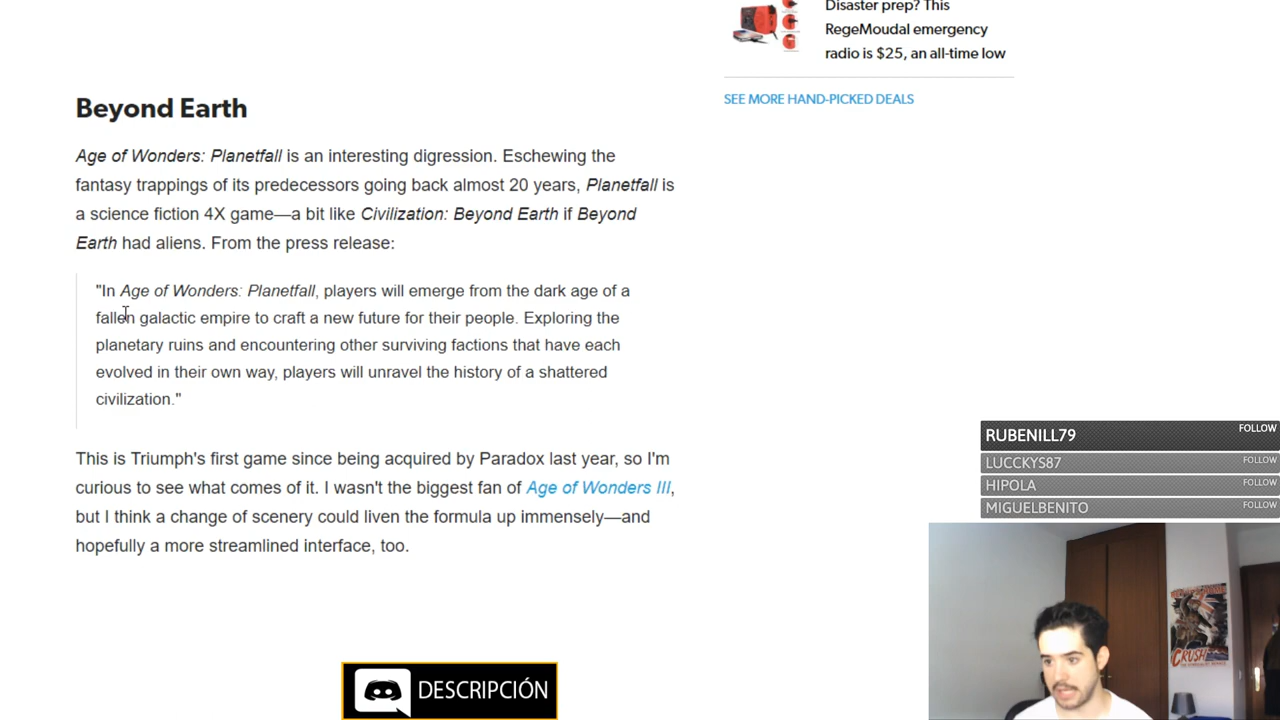 Disaster prep? This
RegeMoudal emergency
radio is $25, an all-time low
SEE MORE HAND-PICKED DEALS
Beyond Earth
Age of Wonders: Planetfall is an interesting digression. Eschewing the
fantasy trappings of its predecessors going back almost 20 years, Planetfall is
a science fiction 4X game—a bit like Civilization: Beyond Earth if Beyond
Earth had aliens. From the press release:
"In Age of Wonders: Planetfall, players will emerge from the dark age of a
fallen galactic empire to craft a new future for their people. Exploring the
planetary ruins and encountering other surviving factions that have each
evolved in their own way, players will unravel the history of a shattered
civilization."
This is Triumph's first game since being acquired by Paradox last year, so I'm
curious to see what comes of it. I wasn't the biggest fan of Age of Wonders III,
but I think a change of scenery could liven the formula up immensely—and
hopefully a more streamlined interface, too.
RUBENILL79 FOLLOW
LUCCKYS87 FOLLOW
HIPOLA FOLLOW
MIGUELBENITO FOLLOW
CRUSH
DESCRIPCIÓN